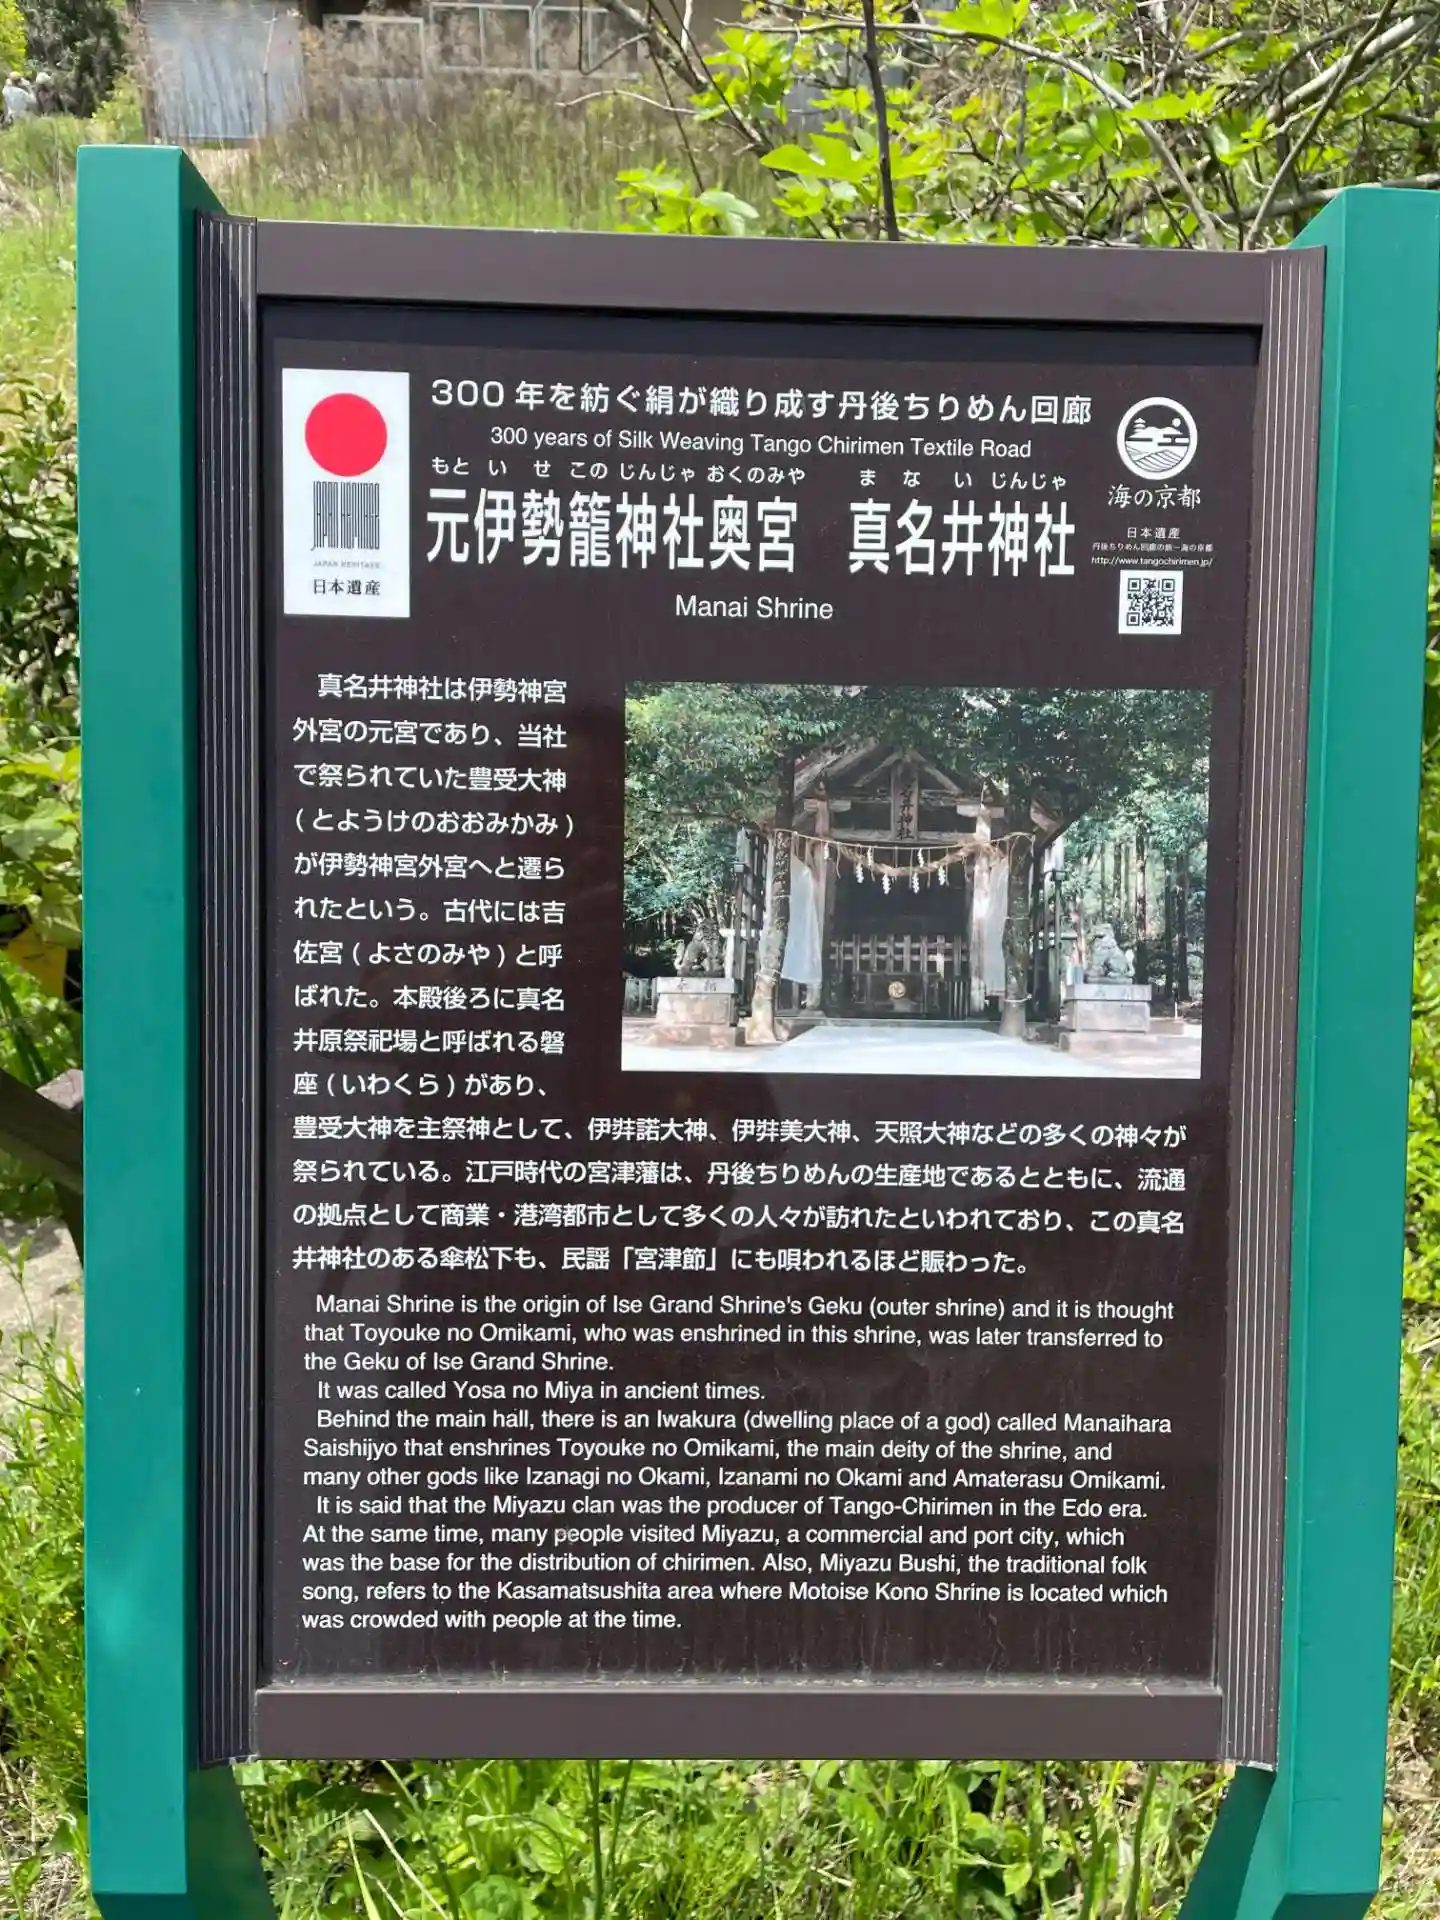 300年を紡ぐ絹が織り成す丹後ちりめん回廊
300 years of Silk Weaving Tango Chirimen Textile Road
もと い せ この じんじゃ おくのみや ま な い じんじゃ
元伊勢籠神社奥宮 真名井神社
Manai Shrine
JAPAN HERITAGE
JAPAN HERITAGE
日本遺産
海の京都
日本遺産
丹後ちりめん回廊の旅ー海の京都
http://www.tangochirimen.jp/
真名井神社は伊勢神宮
外宮の元宮であり、当社
で祭られていた豊受大神
(とようけのおおみかみ)
が伊勢神宮外宮へと遷ら
れたという。古代には吉
佐宮(よさのみや)と呼
ばれた。本殿後ろに真名
井原祭祀場と呼ばれる磐
座(いわくら)があり、
豊受大神を主祭神として、伊弉諾大神、伊弉美大神、天照大神などの多くの神々が
祭られている。江戸時代の宮津藩は、丹後ちりめんの生産地であるとともに、流通
の拠点として商業・港湾都市として多くの人々が訪れたといわれており、この真名
井神社のある傘松下も、民謡「宮津節」にも唄われるほど賑わった。
真名井神社
Manai Shrine is the origin of Ise Grand Shrine's Geku (outer shrine) and it is thought
that Toyouke no Omikami, who was enshrined in this shrine, was later transferred to
the Geku of Ise Grand Shrine.
It was called Yosa no Miya in ancient times.
Behind the main hall, there is an Iwakura (dwelling place of a god) called Manaihara
Saishijyo that enshrines Toyouke no Omikami, the main deity of the shrine, and
many other gods like Izanagi no Okami, Izanami no Okami and Amaterasu Omikami.
It is said that the Miyazu clan was the producer of Tango-Chirimen in the Edo era.
At the same time, many people visited Miyazu, a commercial and port city, which
was the base for the distribution of chirimen. Also, Miyazu Bushi, the traditional folk
song, refers to the Kasamatsushita area where Motoise Kono Shrine is located which
was crowded with people at the time.